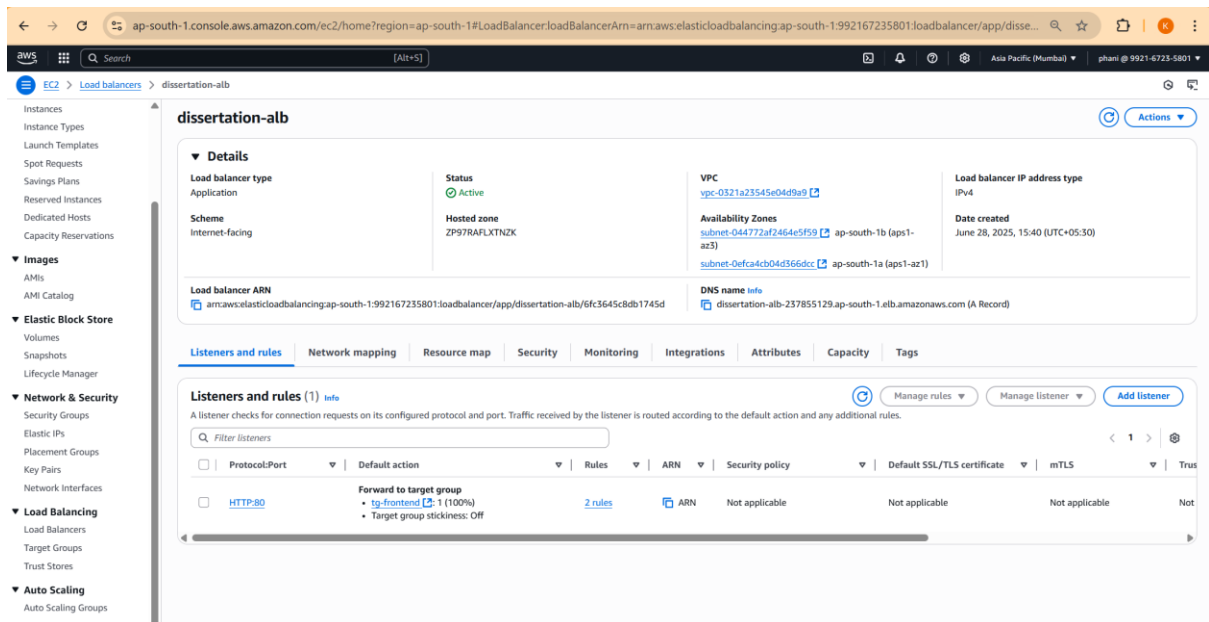 ap-south-1.console.aws.amazon.com/ec2/home?region=ap-south-1#LoadBalancer:loadBalancerArn=arn:aws:elasticloadbalancing:ap-south-1:992167235801:loadbalancer/app/disse...
K
aws
Search
[Alt+S]
Asia Pacific (Mumbai)
phani @ 9921-6723-5801
EC2 > Load balancers > dissertation-alb
Instances
Instance Types
Launch Templates
Spot Requests
Savings Plans
Reserved Instances
Dedicated Hosts
Capacity Reservations
Images
AMIs
AMI Catalog
Elastic Block Store
Volumes
Snapshots
Lifecycle Manager
Network & Security
Security Groups
Elastic IPs
Placement Groups
Key Pairs
Network Interfaces
Load Balancing
Load Balancers
Target Groups
Trust Stores
Auto Scaling
Auto Scaling Groups
dissertation-alb
Actions
Details
Load balancer type
Application
Status
Active
VPC
vpc-0321a23545e04d9a9
Load balancer IP address type
IPv4
Scheme
Internet-facing
Hosted zone
ZP97RAFLXTNZK
Availability Zones
subnet-044772af2464e5f59 ap-south-1b (aps1-
az3)
subnet-0efca4cb04d366dcc ap-south-1a (aps1-az1)
Date created
June 28, 2025, 15:40 (UTC+05:30)
Load balancer ARN
arn:aws:elasticloadbalancing:ap-south-1:992167235801:loadbalancer/app/dissertation-alb/6fc3645c8db1745d
DNS name Info
dissertation-alb-237855129.ap-south-1.elb.amazonaws.com (A Record)
Listeners and rules
Network mapping
Resource map
Security
Monitoring
Integrations
Attributes
Capacity
Tags
Listeners and rules (1) Info
Manage rules
Manage listener
Add listener
A listener checks for connection requests on its configured protocol and port. Traffic received by the listener is routed according to the default action and any additional rules.
Filter listeners
1
Protocol:Port
Default action
Rules
ARN
Security policy
Default SSL/TLS certificate
mTLS
Trus
HTTP:80
Forward to target group
• tg-frontend : 1 (100%)
• Target group stickiness: Off
2 rules
ARN
Not applicable
Not applicable
Not applicable
Not